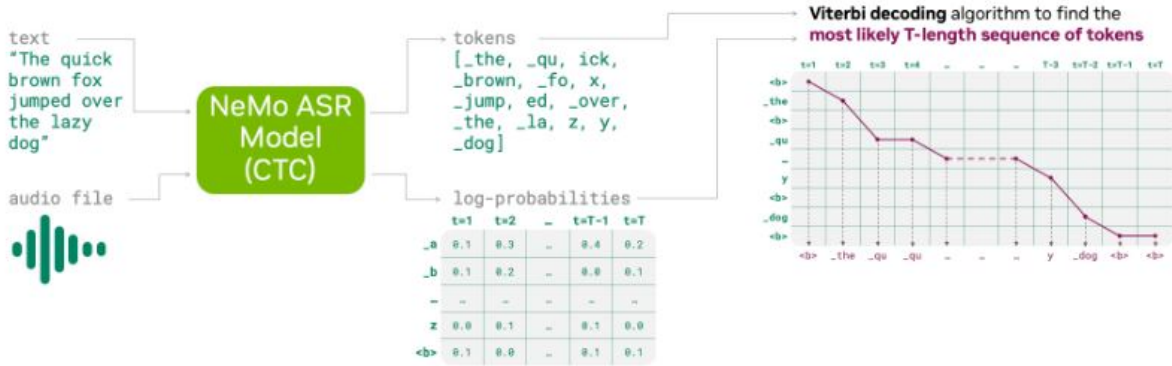 text
“The quick
brown fox
jumped over
the lazy
dog”
audio file
NeMo ASR
Model
(CTC)
tokens
[_the, _qu, ick,
_brown, _fo, x,
_jump, ed, _over,
_the, _la, z, y,
_dog]
log-probabilities
t=1 t=2 … t=T-1 t=T
_a 0.1 0.3 … 0.4 0.2
_b 0.1 0.2 … 0.0 0.1
… … … … … …
z 0.0 0.1 … 0.1 0.0
<b> 0.1 0.0 … 0.1 0.1
Viterbi decoding algorithm to find the
most likely T-length sequence of tokens
t=1 t=2 t=3 t=4 … … … T-3 t=T-2 t=T-1 t=T
<b>
_the
<b>
_qu
…
y
<b>
_dog
<b>
<b> _the _qu _qu … … … y _dog <b> <b>